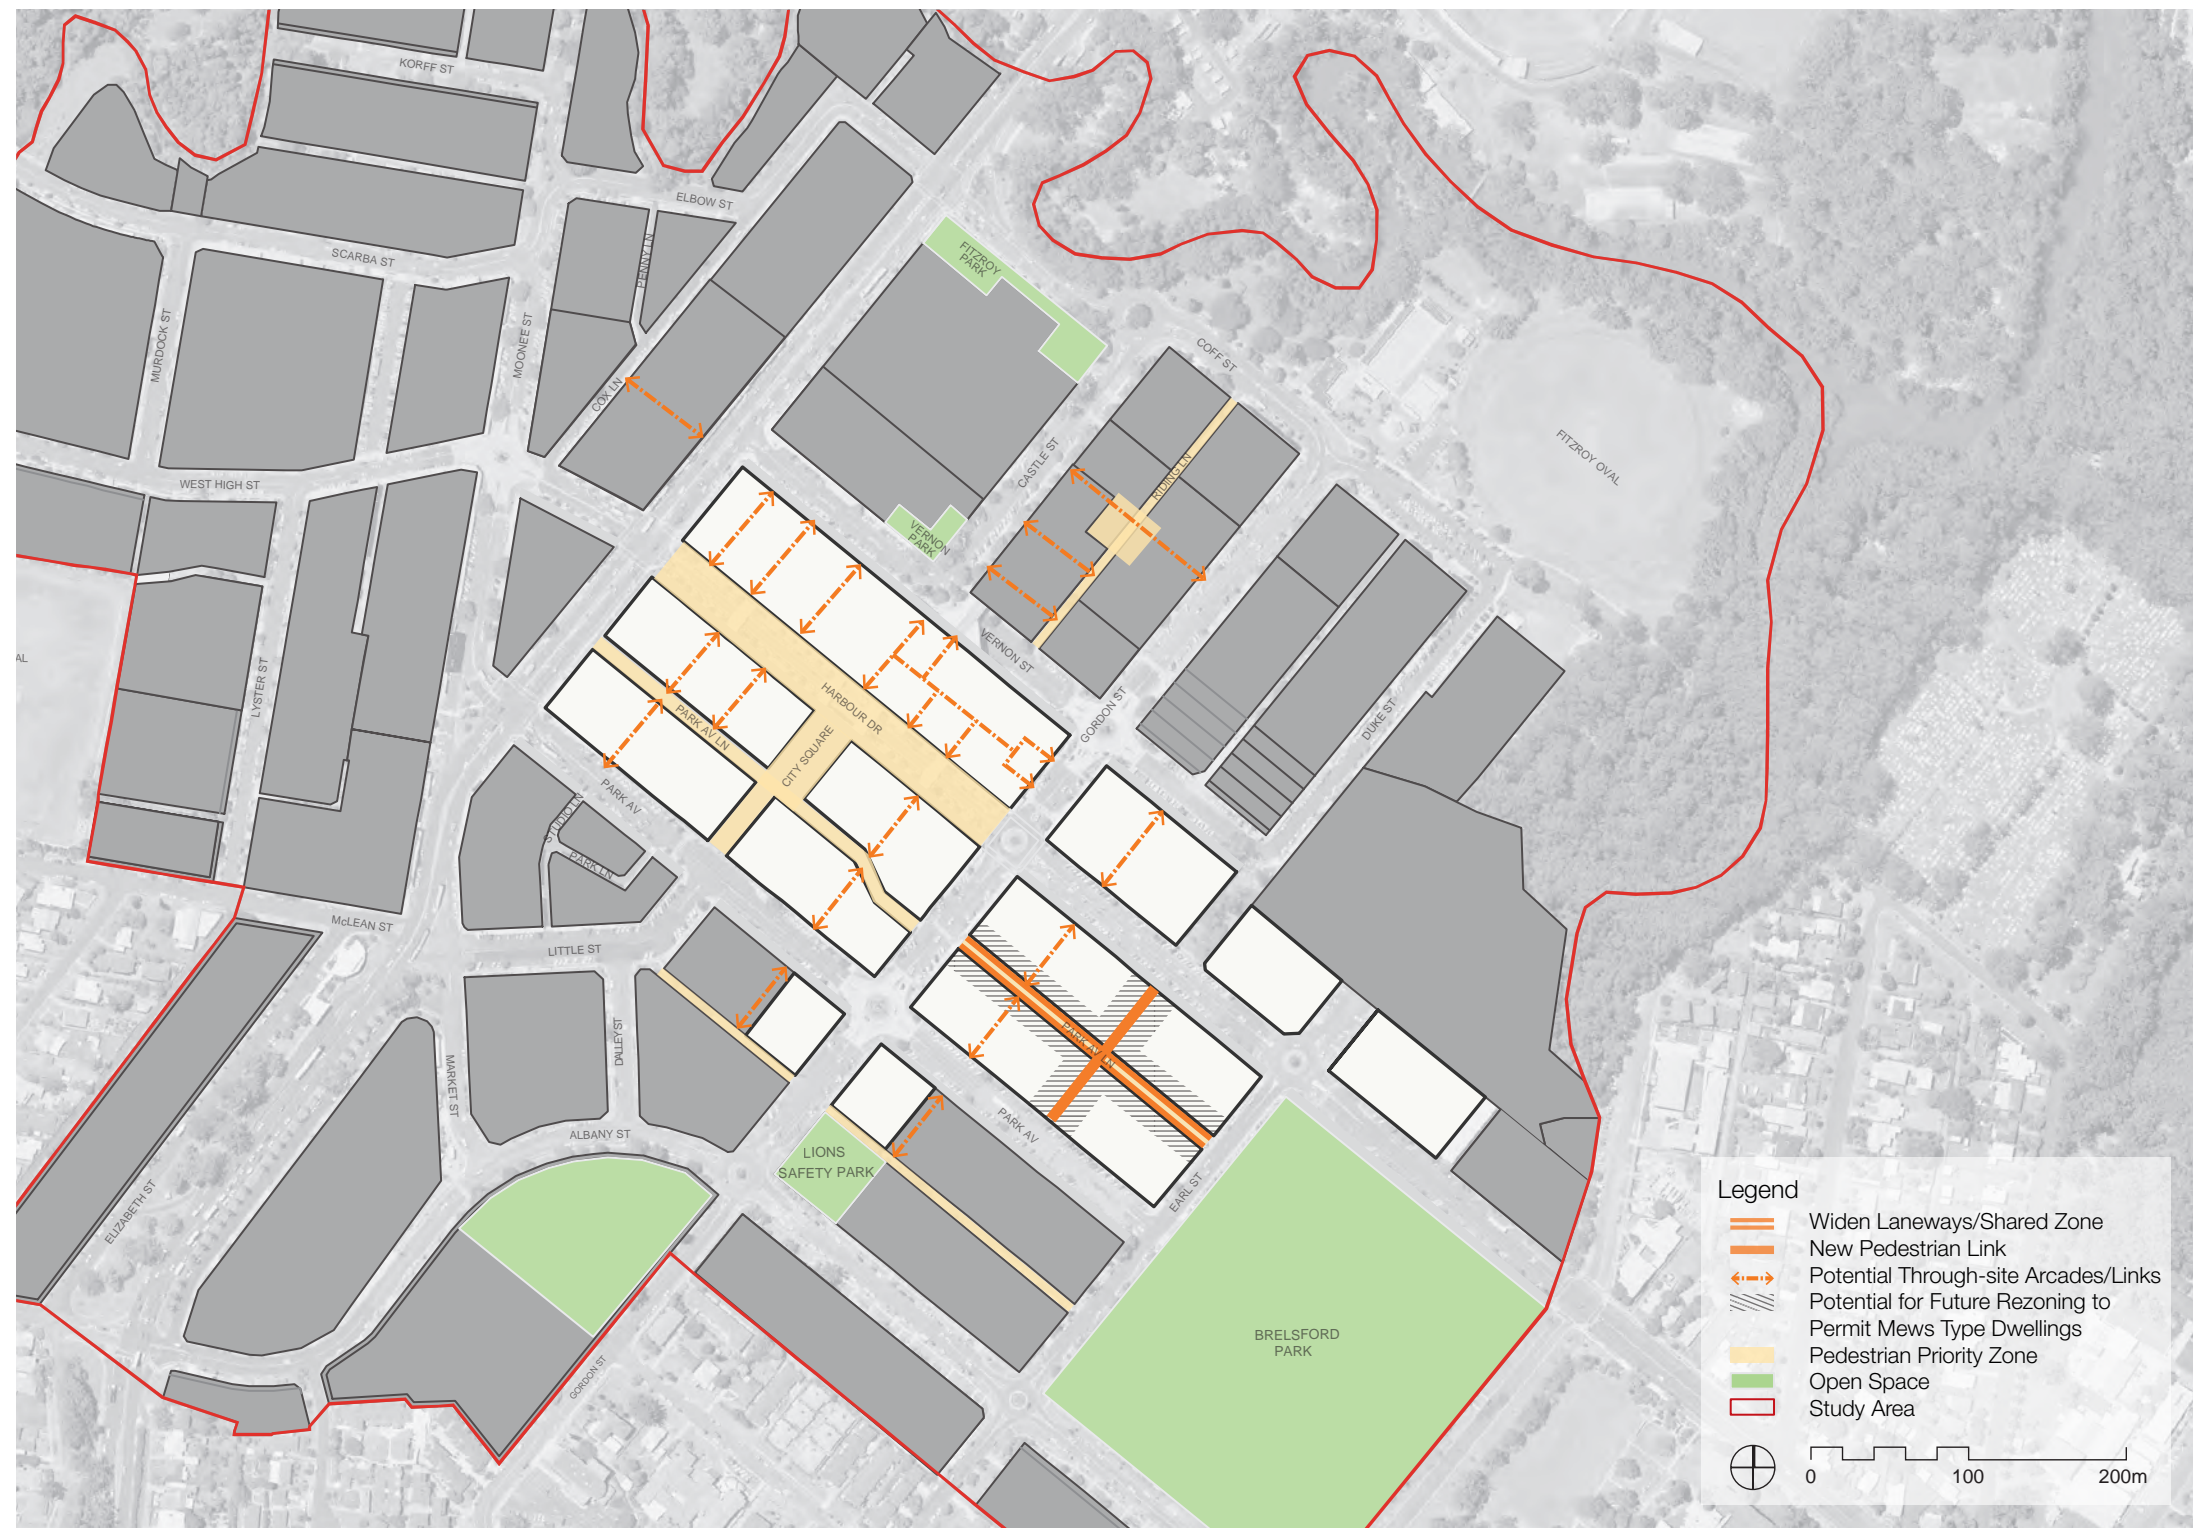 KORFF ST
ELBOW ST
SCARBA ST
PENNY LN
FITZROY
PARK
MURDOCK ST
MOONEE ST
COX LN
COFF ST
CASTLE ST
RIDING LN
FITZROY OVAL
WEST HIGH ST
VERNON
PARK
VERNON ST
AL
LYSTER ST
HARBOUR DR
PARK AV LN
CITY SQUARE
GORDON ST
DUKE ST
PARK AV
STUDIO LN
PARK LN
McLEAN ST
LITTLE ST
DALLEY ST
MARKET ST
PARK AV LN
PARK AV
ALBANY ST
LIONS
SAFETY PARK
EARL ST
ELIZABETH ST
GORDON ST
BRELSFORD
PARK
Legend
Widen Laneways/Shared Zone
New Pedestrian Link
Potential Through-site Arcades/Links
Potential for Future Rezoning to
Permit Mews Type Dwellings
Pedestrian Priority Zone
Open Space
Study Area
0 100 200m